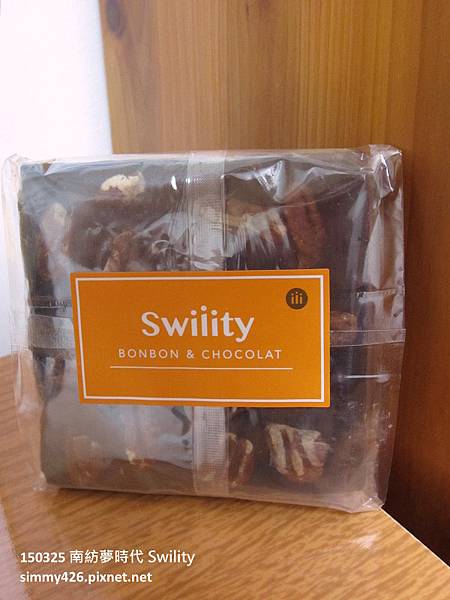 Swility
BONBON & CHOCOLAT
150325 南紡夢時代 Swility
simmy426.pixnet.net